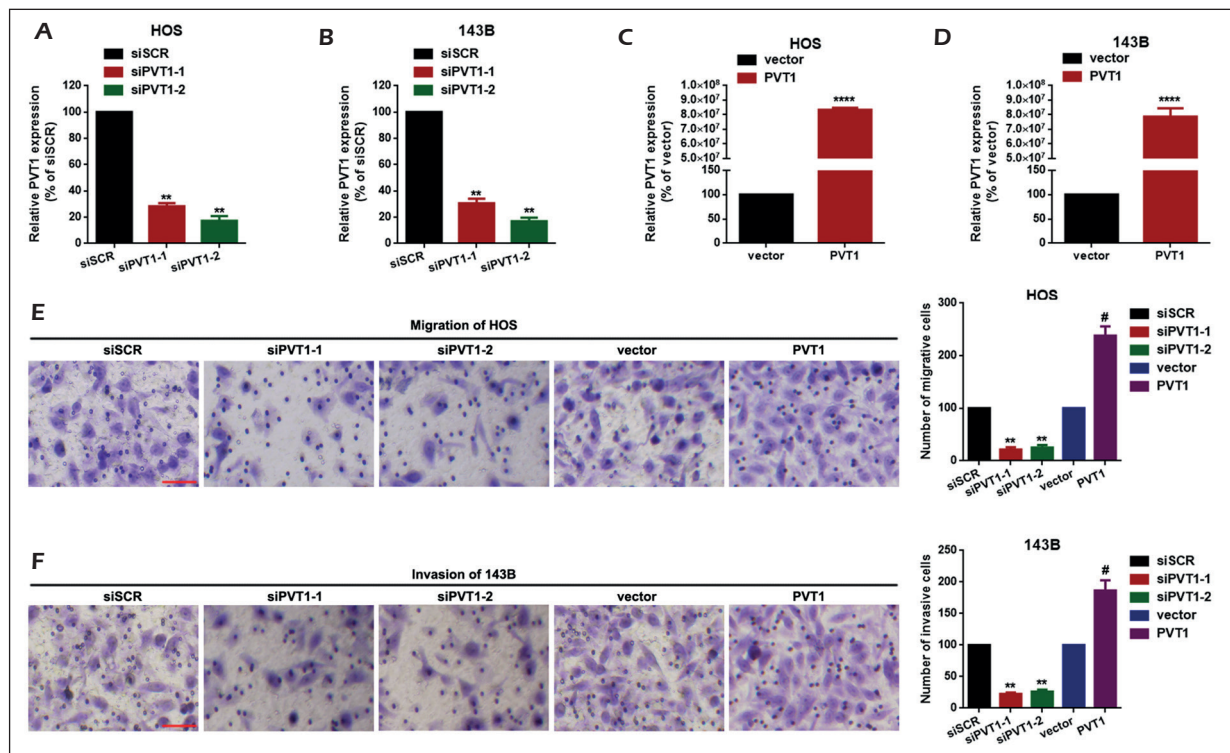 A
HOS
siSCR
siPVT1-1
siPVT1-2
Relative PVT1 expression
(% of siSCR)
120
100
80
60
40
20
0
**
**
siSCR
siPVT1-1
siPVT1-2
B
143B
siSCR
siPVT1-1
siPVT1-2
Relative PVT1 expression
(% of siSCR)
120
100
80
60
40
20
0
**
**
siSCR
siPVT1-1
siPVT1-2
C
HOS
vector
PVT1
Relative PVT1 expression
(% of vector)
1.0×10⁸
9.0×10⁷
8.0×10⁷
7.0×10⁷
6.0×10⁷
5.0×10⁷
150
100
50
0
****
vector
PVT1
D
143B
vector
PVT1
Relative PVT1 expression
(% of vector)
1.0×10⁸
9.0×10⁷
8.0×10⁷
7.0×10⁷
6.0×10⁷
5.0×10⁷
150
100
50
0
****
vector
PVT1
E
Migration of HOS
siSCR siPVT1-1 siPVT1-2 vector PVT1
HOS
Number of migrative cells
300
200
100
0
**
**
#
siSCR
siPVT1-1
siPVT1-2
vector
PVT1
siSCR
siPVT1-1
siPVT1-2
vector
PVT1
F
Invasion of 143B
siSCR siPVT1-1 siPVT1-2 vector PVT1
143B
Number of invasive cells
250
200
150
100
50
0
**
**
#
siSCR
siPVT1-1
siPVT1-2
vector
PVT1
siSCR
siPVT1-1
siPVT1-2
vector
PVT1